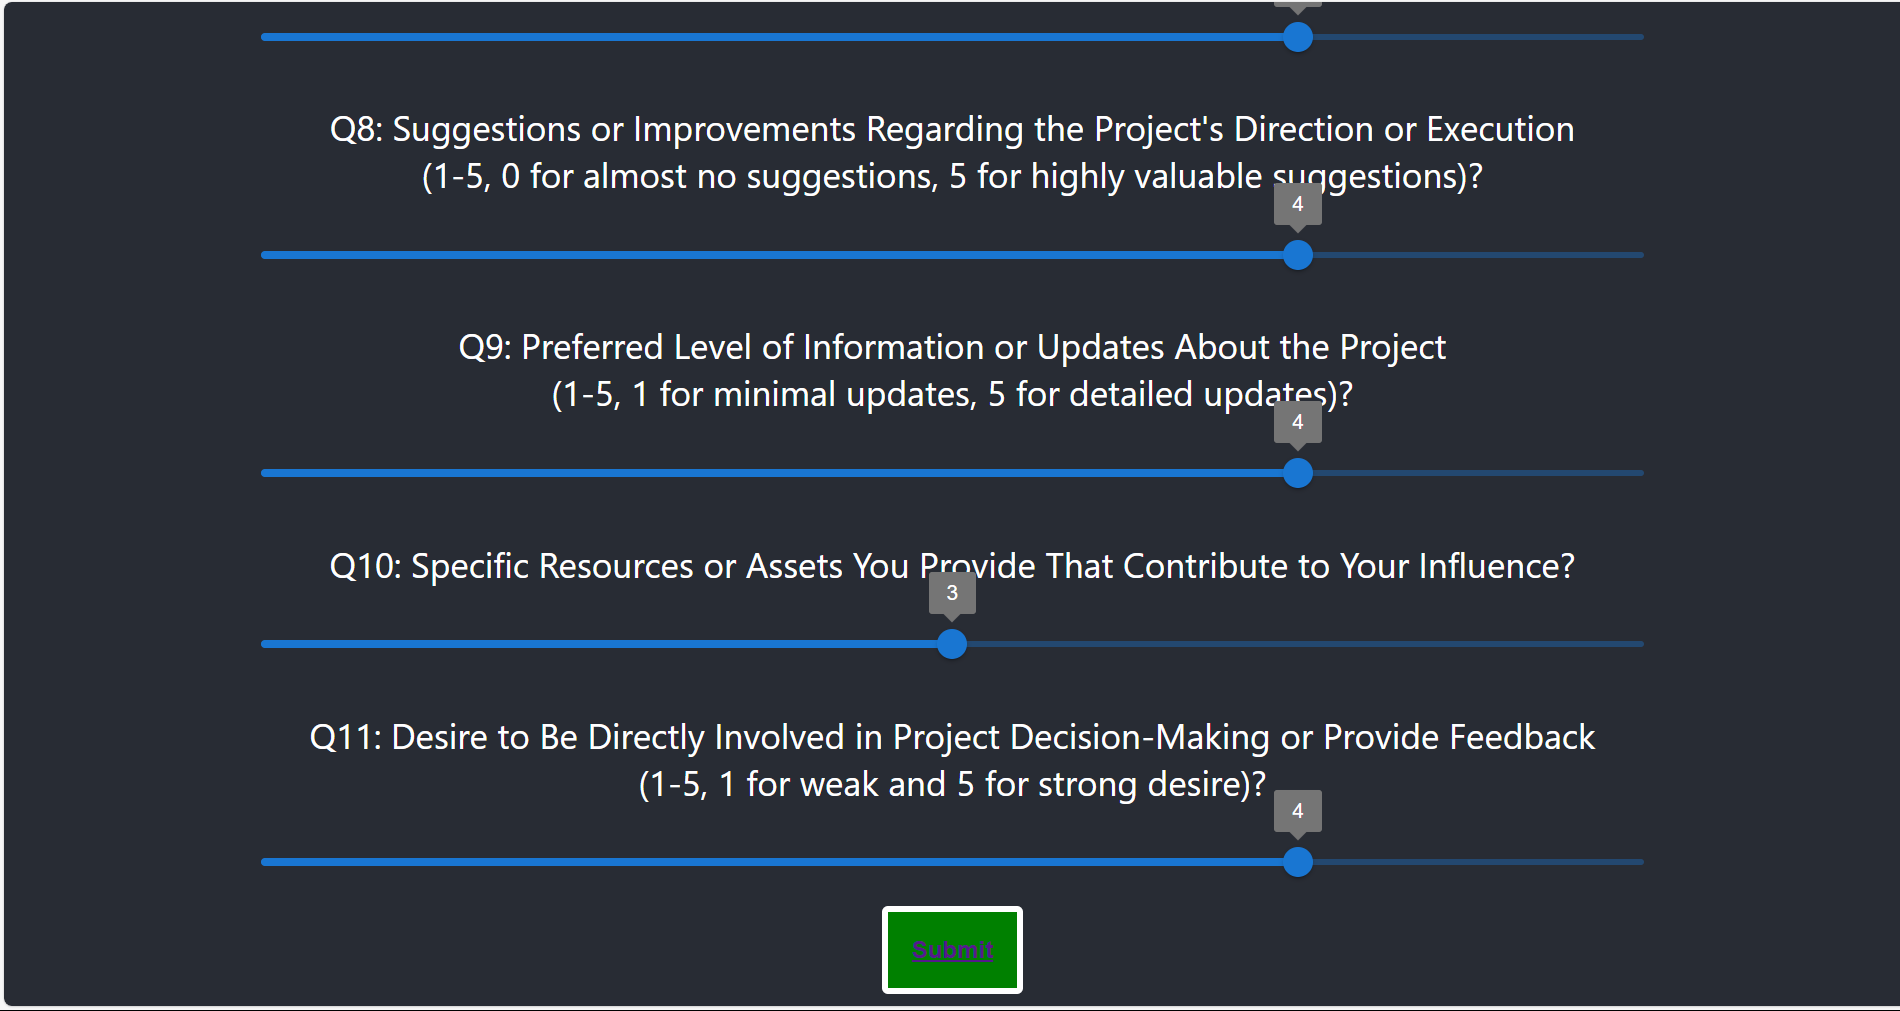 Q8: Suggestions or Improvements Regarding the Project's Direction or Execution
(1-5, 0 for almost no suggestions, 5 for highly valuable suggestions)?
4
Q9: Preferred Level of Information or Updates About the Project
(1-5, 1 for minimal updates, 5 for detailed updates)?
4
Q10: Specific Resources or Assets You Provide That Contribute to Your Influence?
3
Q11: Desire to Be Directly Involved in Project Decision-Making or Provide Feedback
(1-5, 1 for weak and 5 for strong desire)?
4
Submit